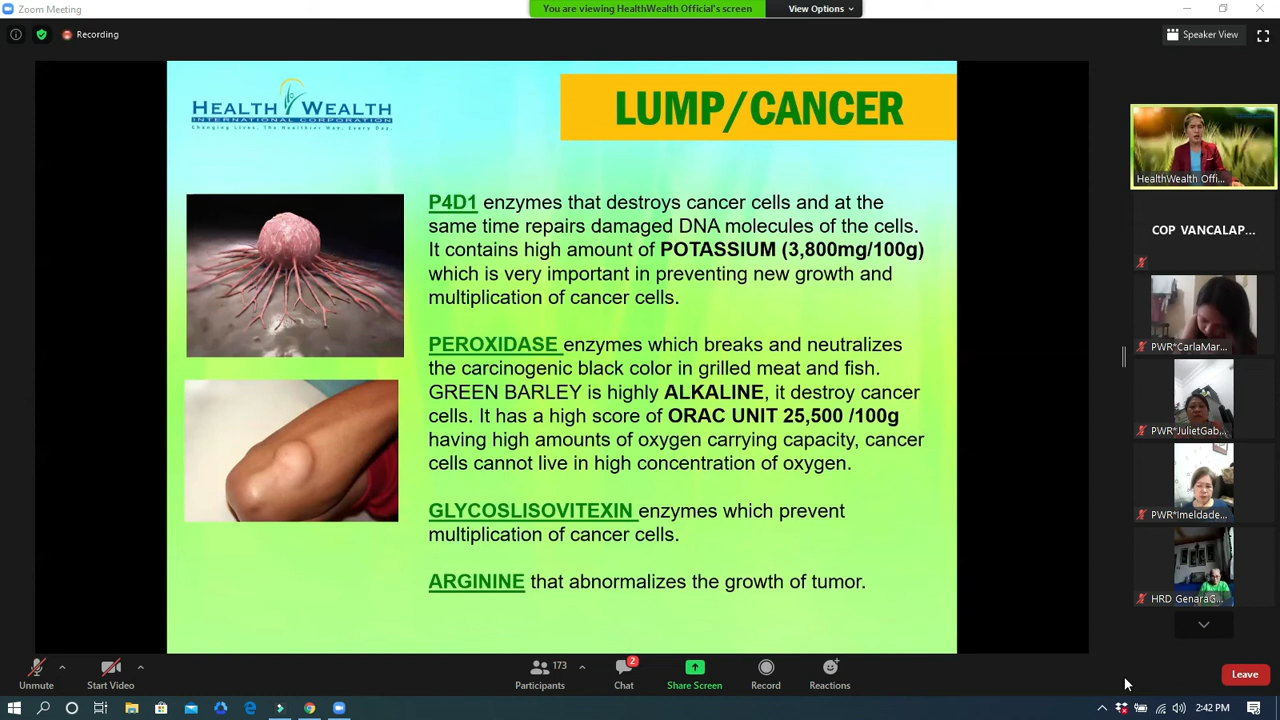 Zoom Meeting
You are viewing HealthWealth Official's screen
View Options
Recording
Speaker View
HEALTH WEALTH
INTERNATIONAL CORPORATION
Changing Lives, The Healthier Way, Every Day.
LUMP/CANCER
P4D1 enzymes that destroys cancer cells and at the
same time repairs damaged DNA molecules of the cells.
It contains high amount of POTASSIUM (3,800mg/100g)
which is very important in preventing new growth and
multiplication of cancer cells.
PEROXIDASE enzymes which breaks and neutralizes
the carcinogenic black color in grilled meat and fish.
GREEN BARLEY is highly ALKALINE, it destroy cancer
cells. It has a high score of ORAC UNIT 25,500 /100g
having high amounts of oxygen carrying capacity, cancer
cells cannot live in high concentration of oxygen.
GLYCOSLISOVITEXIN enzymes which prevent
multiplication of cancer cells.
ARGININE that abnormalizes the growth of tumor.
HealthWealth Offi...
COP VANCALAP...
PWR*CarlaMar...
PWR*JulietGab...
PWR*Imeldade...
HRD GenaraG...
Unmute
Start Video
173
Participants
2
Chat
Share Screen
Record
Reactions
Leave
2:42 PM